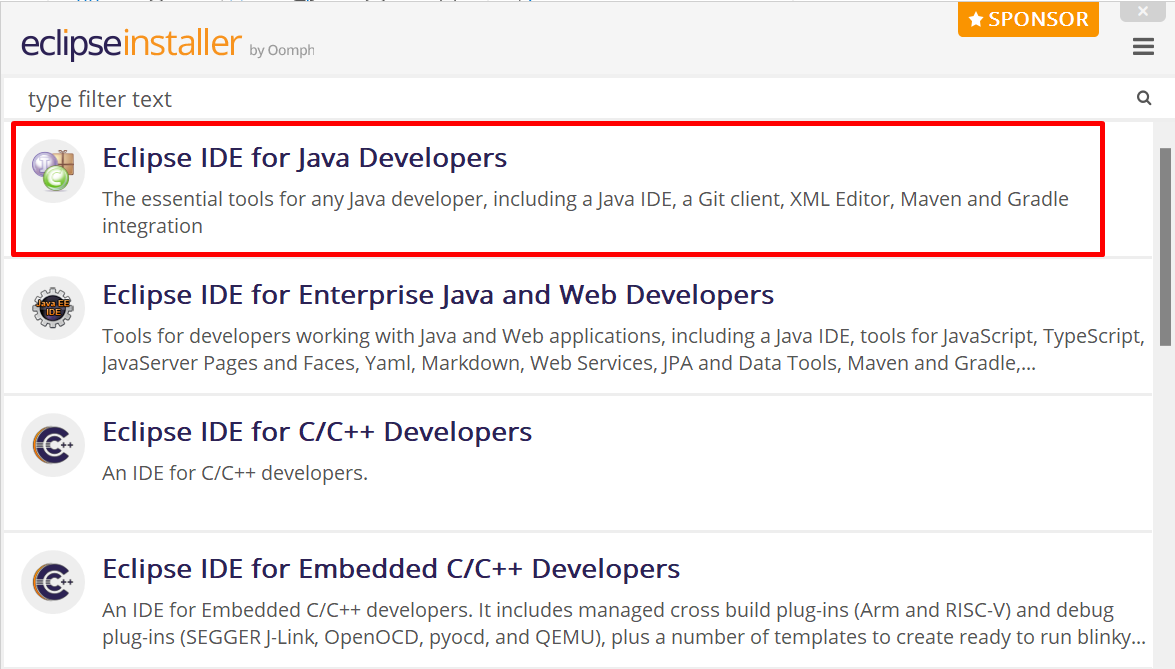 eclipseinstaller by Oomph
SPONSOR
type filter text
Eclipse IDE for Java Developers
The essential tools for any Java developer, including a Java IDE, a Git client, XML Editor, Maven and Gradle
integration
Java EE
IDE
Eclipse IDE for Enterprise Java and Web Developers
Tools for developers working with Java and Web applications, including a Java IDE, tools for JavaScript, TypeScript,
JavaServer Pages and Faces, Yaml, Markdown, Web Services, JPA and Data Tools, Maven and Gradle,...
C++
Eclipse IDE for C/C++ Developers
An IDE for C/C++ developers.
C++
Eclipse IDE for Embedded C/C++ Developers
An IDE for Embedded C/C++ developers. It includes managed cross build plug-ins (Arm and RISC-V) and debug
plug-ins (SEGGER J-Link, OpenOCD, pyocd, and QEMU), plus a number of templates to create ready to run blinky...